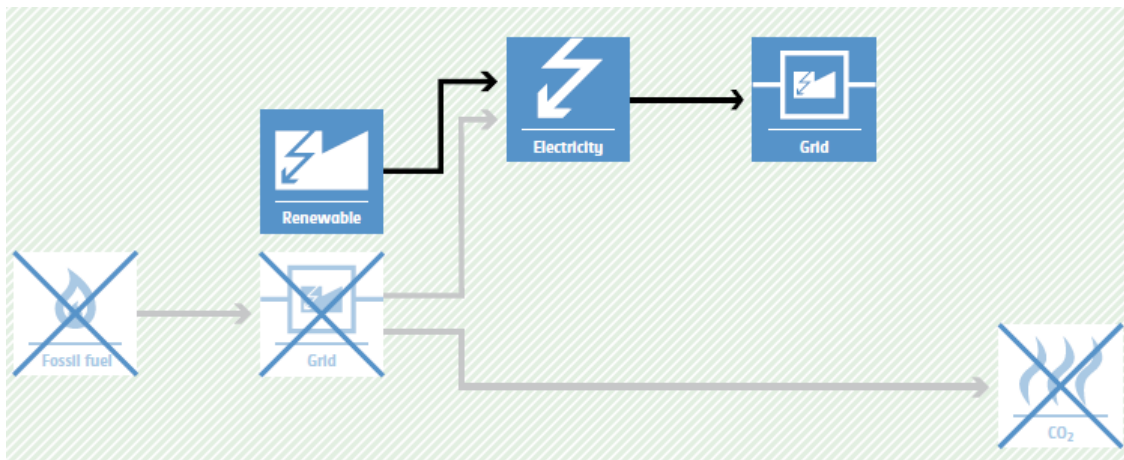 Electricity
Grid
Renewable
Fossil fuel
Grid
CO₂